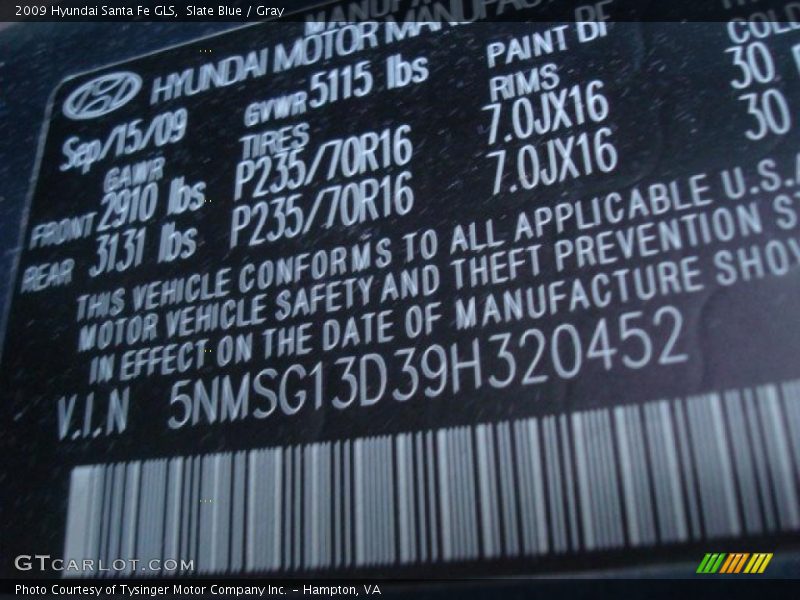 2009 Hyundai Santa Fe GLS,  Slate Blue / Gray
HYUNDAI MOTOR
Sep/15/09 GVWR 5115 lbs PAINT
GAWR TIRES RIMS COLD
FRONT 2910 lbs P235/70R16 7.0JX16 30
REAR 3131 lbs P235/70R16 7.0JX16 30
THIS VEHICLE CONFORMS TO ALL APPLICABLE U.S.
MOTOR VEHICLE SAFETY AND THEFT PREVENTION
IN EFFECT ON THE DATE OF MANUFACTURE
V.I.N 5NMSG13D39H320452
GTcarlot.com
Photo Courtesy of Tysinger Motor Company Inc. – Hampton, VA